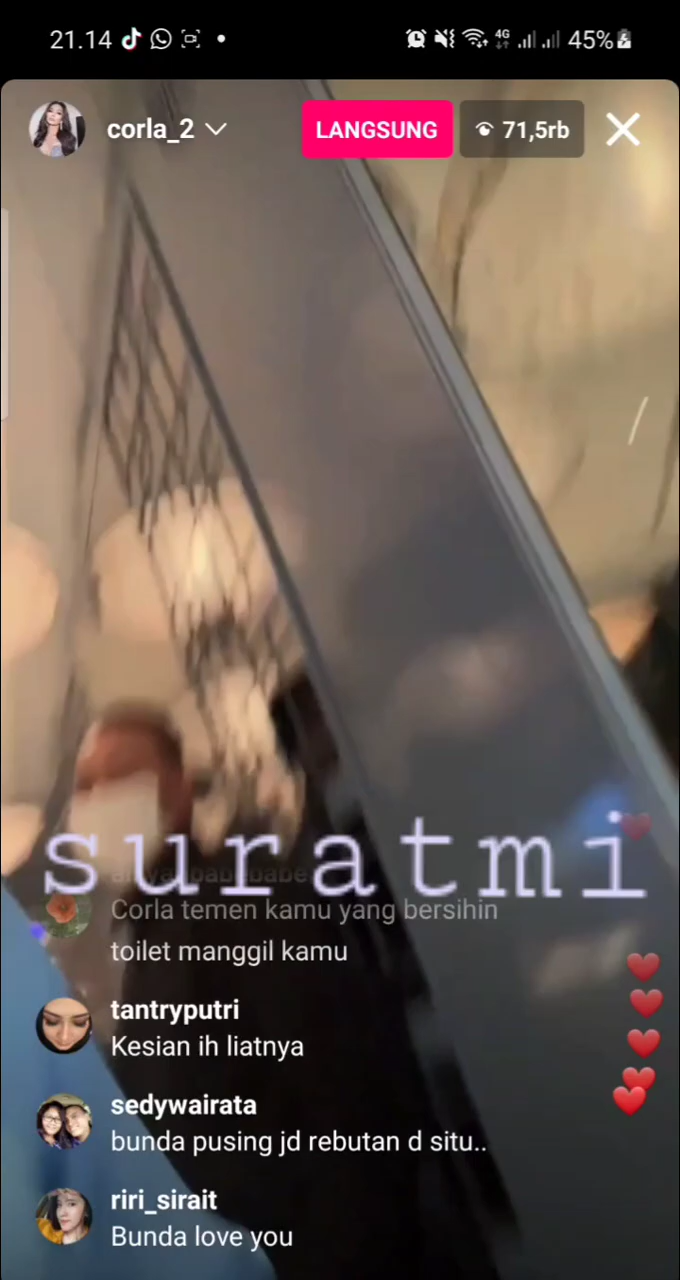 21.14
4G
45%
corla_2
LANGSUNG
71,5rb
suratmi
Corla temen kamu yang bersihin
toilet manggil kamu
tantryputri
Kesian ih liatnya
sedywairata
bunda pusing jd rebutan d situ..
riri_sirait
Bunda love you